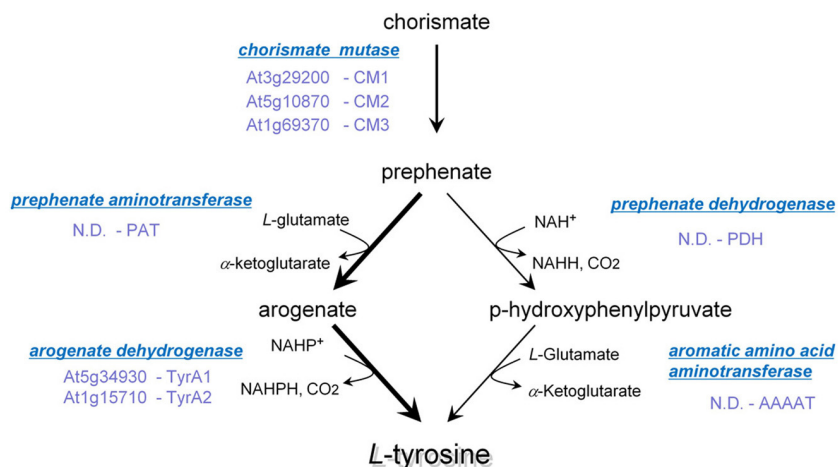 chorismate
chorismate mutase
At3g29200 - CM1
At5g10870 - CM2
At1g69370 - CM3
prephenate
prephenate aminotransferase
N.D. - PAT
L-glutamate
α-ketoglutarate
NAH+
NAHH, CO2
prephenate dehydrogenase
N.D. - PDH
arogenate
p-hydroxyphenylpyruvate
arogenate dehydrogenase
At5g34930 - TyrA1
At1g15710 - TyrA2
NAHP+
NAHPH, CO2
L-Glutamate
α-Ketoglutarate
aromatic amino acid
aminotransferase
N.D. - AAAAT
L-tyrosine